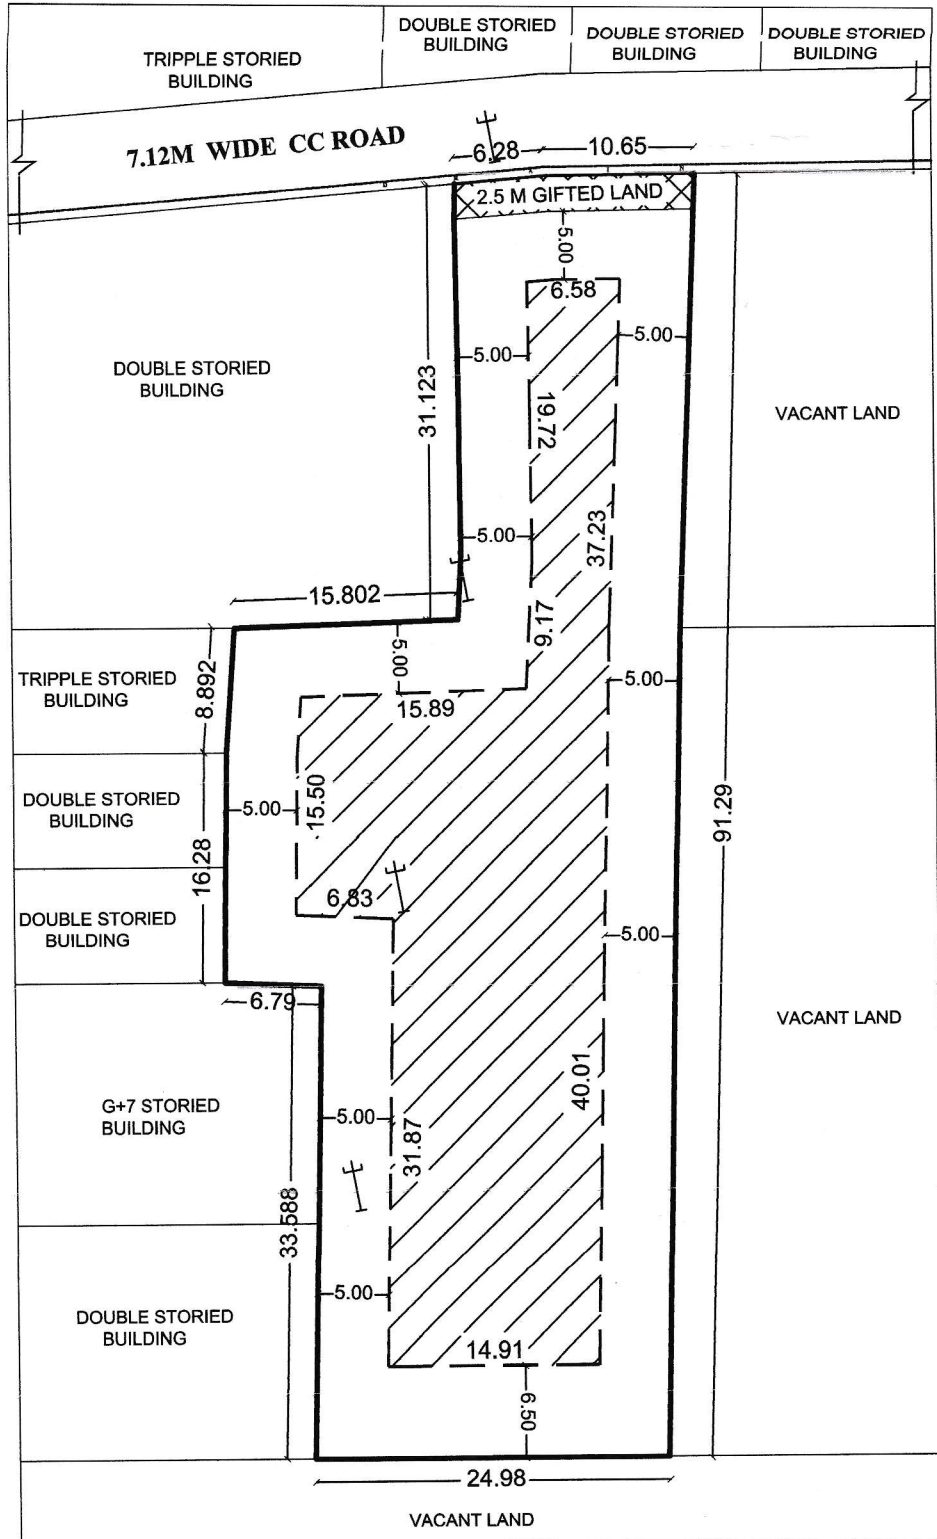 DOUBLE STORIED
BUILDING
DOUBLE STORIED
BUILDING
DOUBLE STORIED
BUILDING
TRIPPLE STORIED
BUILDING
7.12M WIDE CC ROAD
6.28
10.65
2.5 M GIFTED LAND
5.00
6.58
5.00
5.00
DOUBLE STORIED
BUILDING
31.123
19.72
VACANT LAND
5.00
37.23
15.802
9.17
5.00
TRIPPLE STORIED
BUILDING
8.892
5.00
15.89
DOUBLE STORIED
BUILDING
5.00
15.50
91.29
16.28
6.83
DOUBLE STORIED
BUILDING
5.00
6.79
VACANT LAND
G+7 STORIED
BUILDING
5.00
31.87
40.01
33.588
5.00
DOUBLE STORIED
BUILDING
14.91
6.50
24.98
VACANT LAND